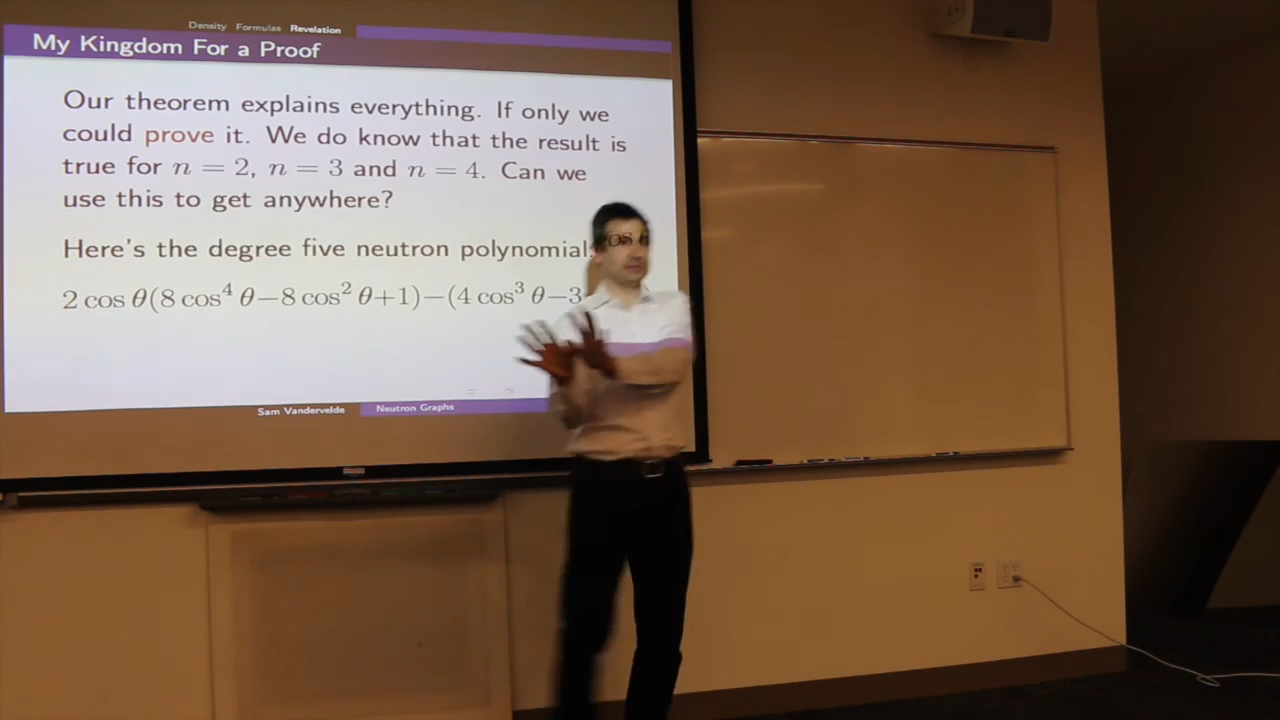 Density Formulas Revelation
My Kingdom For a Proof
Our theorem explains everything. If only we
could prove it. We do know that the result is
true for n = 2, n = 3 and n = 4. Can we
use this to get anywhere?
Here's the degree five neutron polynomial:
2 cos θ(8 cos⁴ θ−8 cos² θ+1)−(4 cos³ θ−3
Sam Vandervelde Neutron Graphs